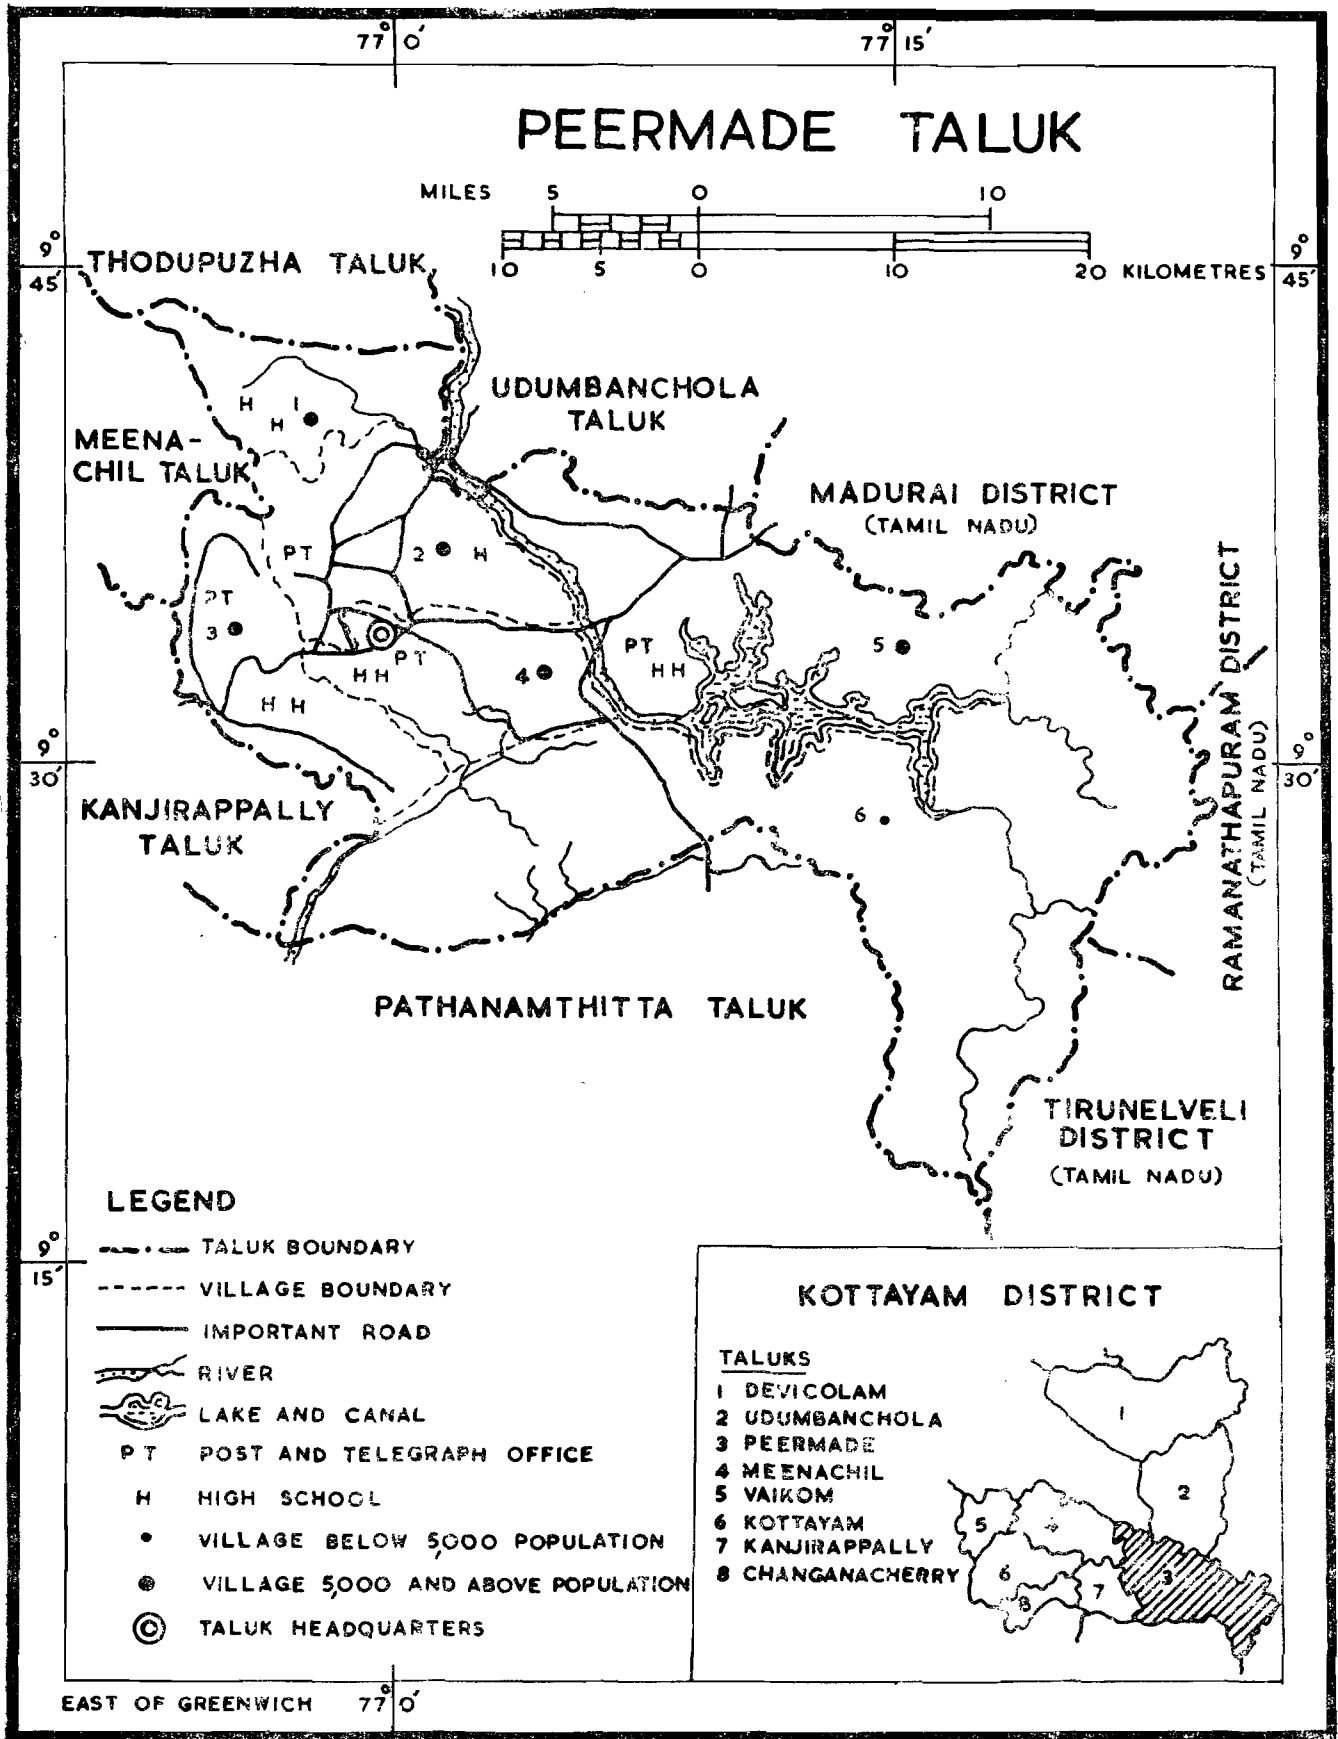 77° 0′
77° 15′
PEERMADE TALUK
MILES 5 0 10
10 5 0 10 20 KILOMETRES
9° 45′
9° 45′
THODUPUZHA TALUK
UDUMBANCHOLA
TALUK
H 1
H
MEENA-
CHIL TALUK
MADURAI DISTRICT
(TAMIL NADU)
PT
2 H
PT
3
PT
H H
PT
H H
4
5
H H
RAMANATHAPURAM DISTRICT
(TAMIL NADU)
9° 30′
9° 30′
KANJIRAPPALLY
TALUK
6
PATHANAMTHITTA TALUK
TIRUNELVELI
DISTRICT
(TAMIL NADU)
9° 15′
LEGEND
TALUK BOUNDARY
VILLAGE BOUNDARY
IMPORTANT ROAD
RIVER
LAKE AND CANAL
PT POST AND TELEGRAPH OFFICE
H HIGH SCHOOL
VILLAGE BELOW 5,000 POPULATION
VILLAGE 5,000 AND ABOVE POPULATION
TALUK HEADQUARTERS
KOTTAYAM DISTRICT
TALUKS
1 DEVICOLAM
2 UDUMBANCHOLA
3 PEERMADE
4 MEENACHIL
5 VAIKOM
6 KOTTAYAM
7 KANJIRAPPALLY
8 CHANGANACHERRY
1
2
5
4
3
6
7
8
EAST OF GREENWICH 77° 0′